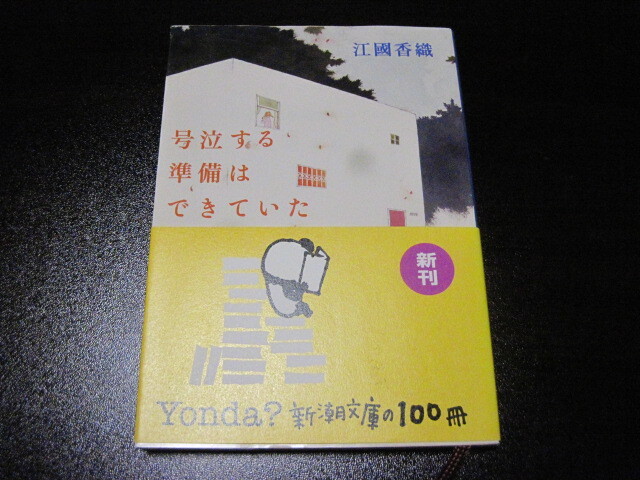 江國香織
号泣する
準備は
できていた
新刊
Yonda? 新潮文庫の100冊